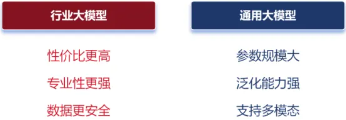 行业大模型
通用大模型
性价比更高
参数规模大
专业性更强
泛化能力强
数据更安全
支持多模态